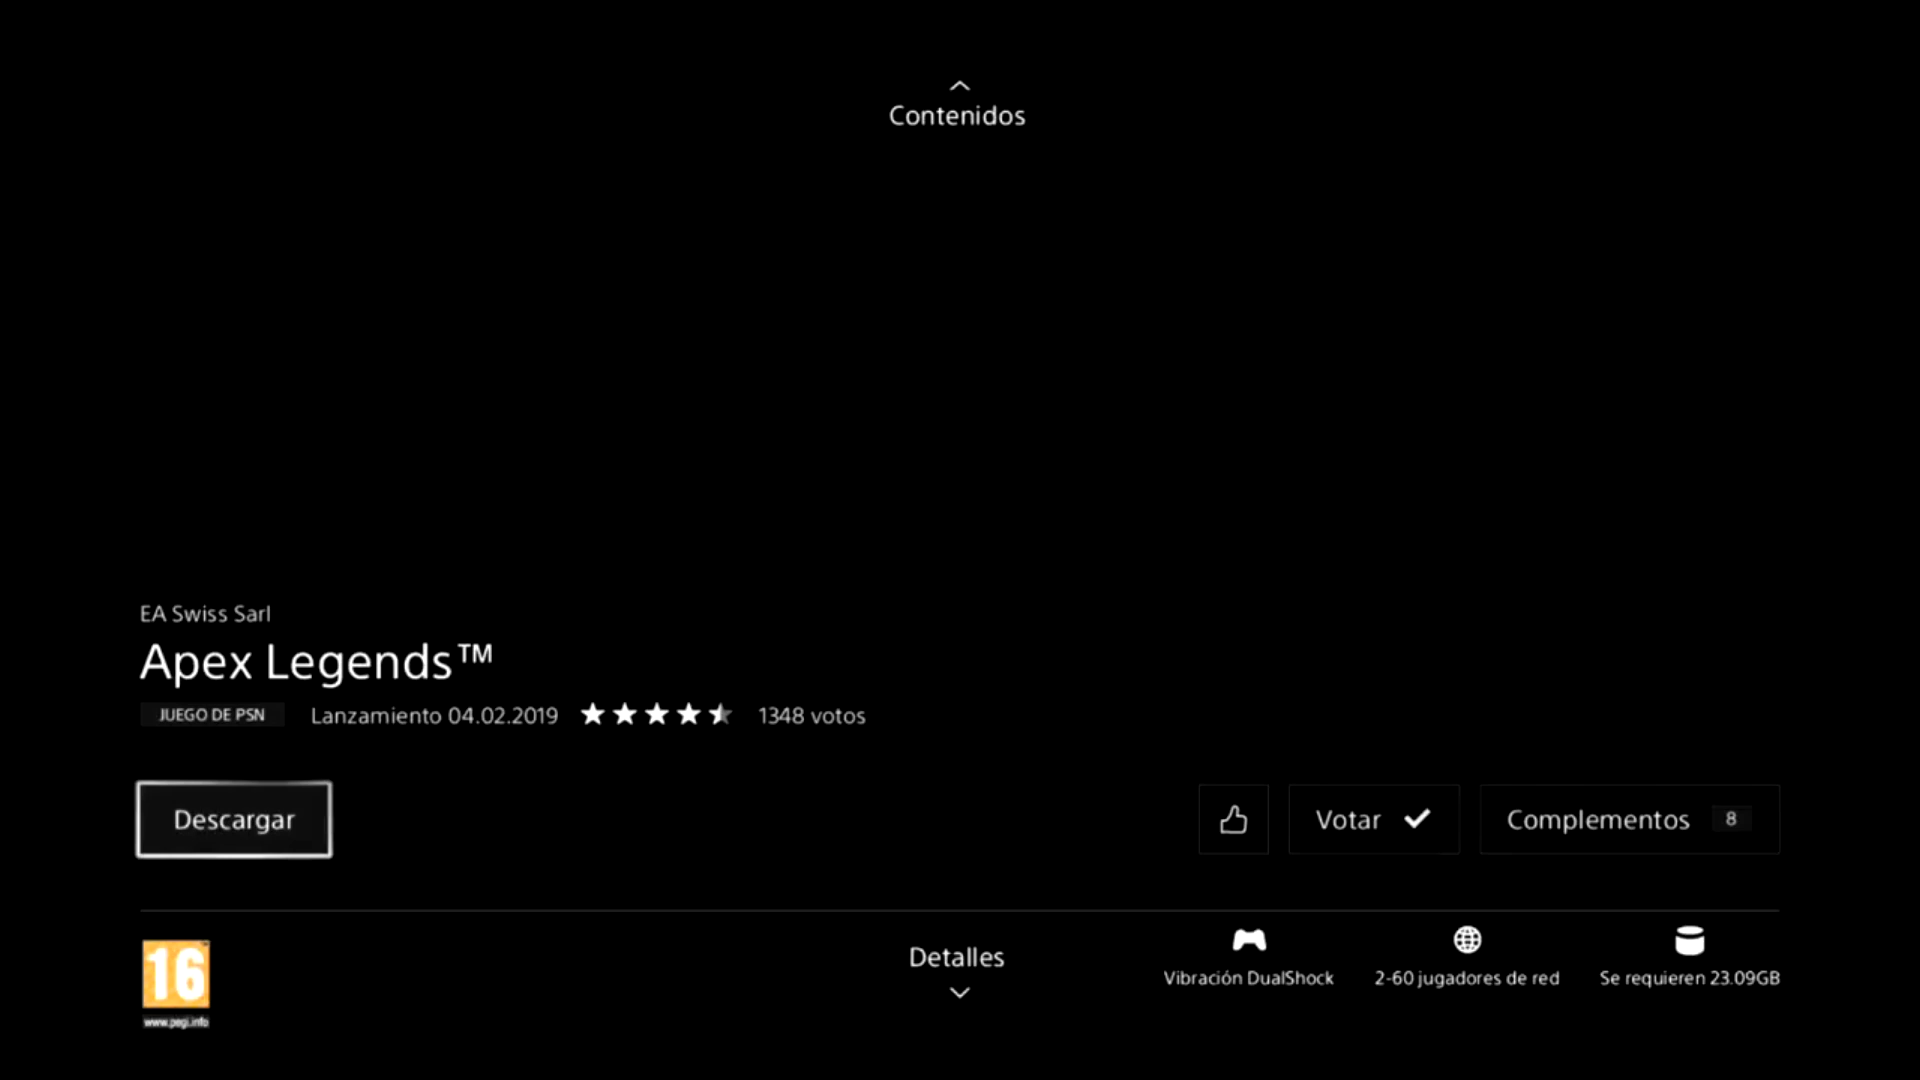 Contenidos
EA Swiss Sarl
Apex Legends™
JUEGO DE PSN Lanzamiento 04.02.2019 1348 votos
Descargar
Votar
Complementos 8
16
www.pegi.info
Detalles
Vibración DualShock
2-60 jugadores de red
Se requieren 23.09GB